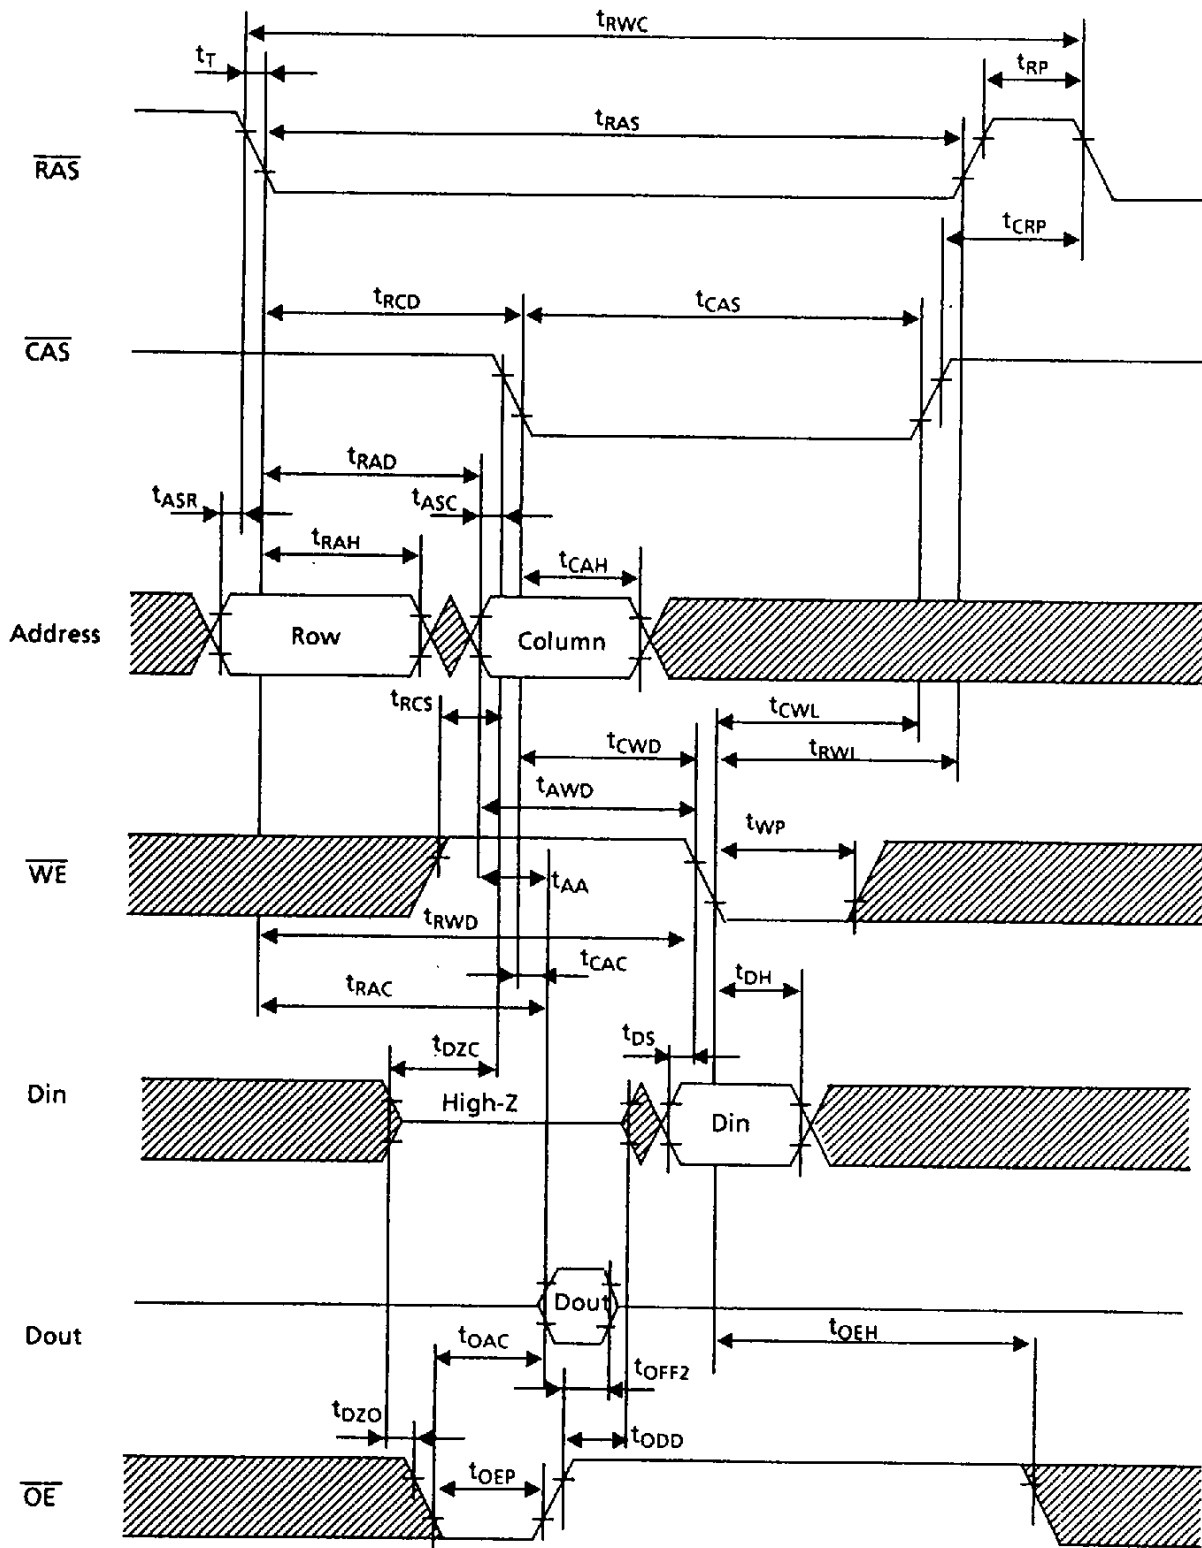 tRWC
tT
tRP
tRAS
RAS
tCRP
tRCD
tCAS
CAS
tRAD
tASR
tASC
tRAH
tCAH
Address
Row
Column
tRCS
tCWL
tCWD
tRWL
tAWD
tWP
WE
tAA
tRWD
tCAC
tDH
tRAC
tDS
tDZC
Din
High-Z
Din
Dout
Dout
tOAC
tOEH
tOFF2
tDZO
tODD
tOEP
OE